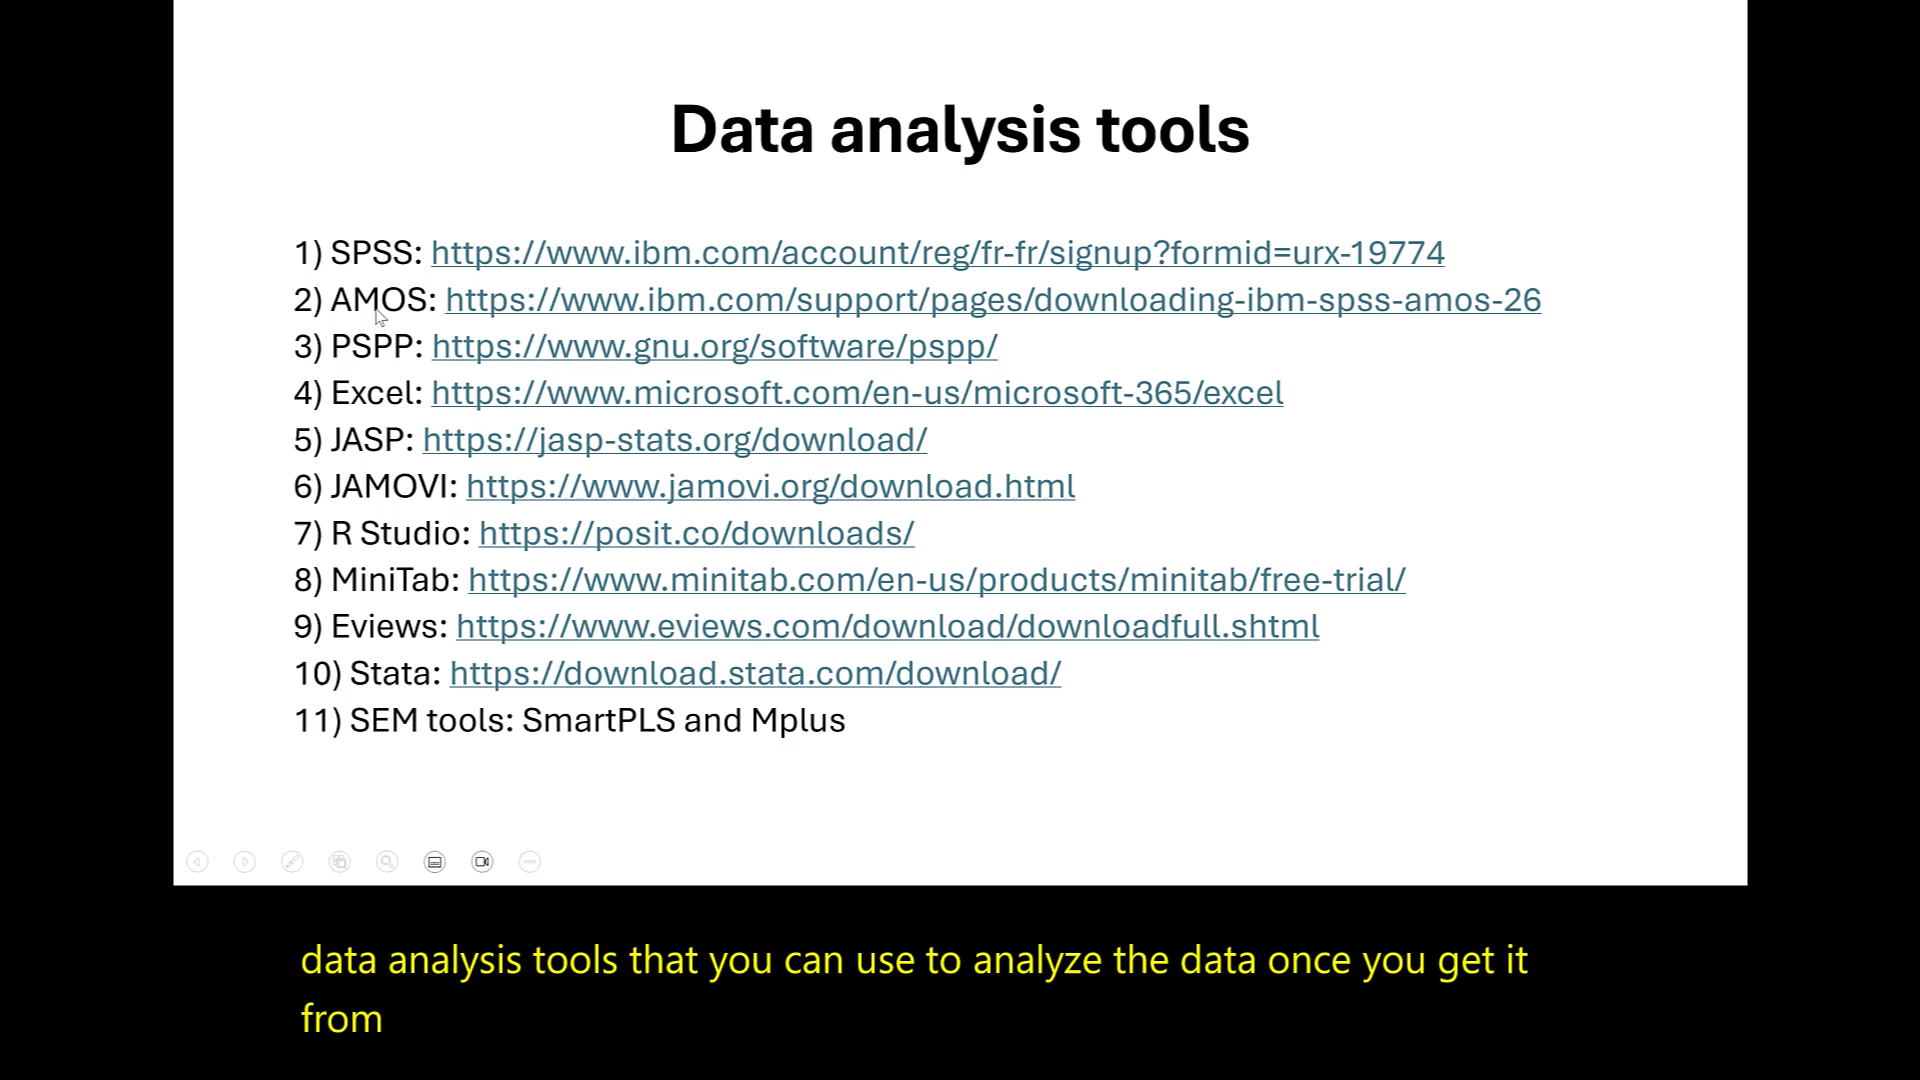 Data analysis tools
1) SPSS: https://www.ibm.com/account/reg/fr-fr/signup?formid=urx-19774
2) AMOS: https://www.ibm.com/support/pages/downloading-ibm-spss-amos-26
3) PSPP: https://www.gnu.org/software/pspp/
4) Excel: https://www.microsoft.com/en-us/microsoft-365/excel
5) JASP: https://jasp-stats.org/download/
6) JAMOVI: https://www.jamovi.org/download.html
7) R Studio: https://posit.co/downloads/
8) MiniTab: https://www.minitab.com/en-us/products/minitab/free-trial/
9) Eviews: https://www.eviews.com/download/downloadfull.shtml
10) Stata: https://download.stata.com/download/
11) SEM tools: SmartPLS and Mplus
data analysis tools that you can use to analyze the data once you get it
from